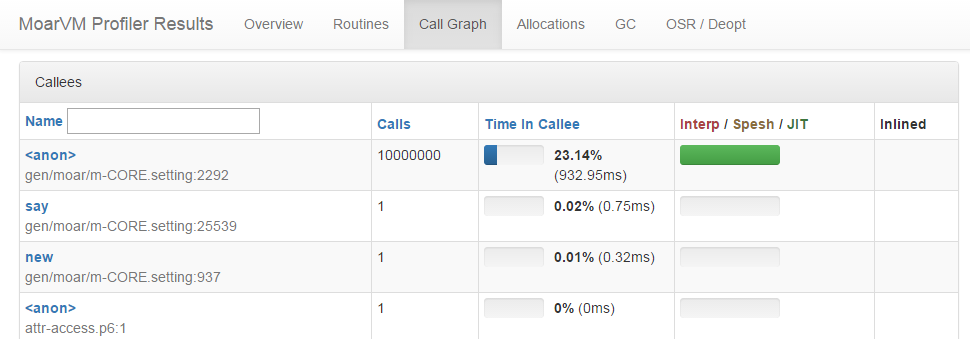 MoarVM Profiler Results Overview Routines Call Graph Allocations GC OSR / Deopt
Callees
Name Calls Time In Callee Interp / Spesh / JIT Inlined
<anon> 10000000 23.14%
gen/moar/m-CORE.setting:2292 (932.95ms)
say 1 0.02% (0.75ms)
gen/moar/m-CORE.setting:25539
new 1 0.01% (0.32ms)
gen/moar/m-CORE.setting:937
<anon> 1 0% (0ms)
attr-access.p6:1